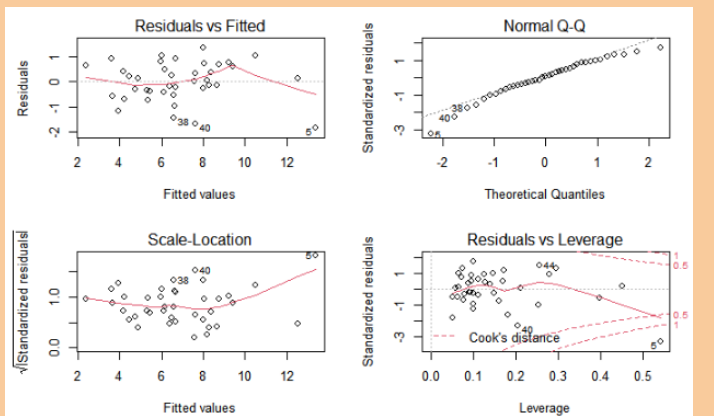 Residuals vs Fitted
Residuals
1
0
-1
-2
38
40
5
2 4 6 8 10 12
Fitted values
Normal Q-Q
Standardized residuals
1
-1
-3
38
40
5
-2 -1 0 1 2
Theoretical Quantiles
Scale-Location
√|Standardized residuals|
1.0
0.0
5
40
38
2 4 6 8 10 12
Fitted values
Residuals vs Leverage
Standardized residuals
1
-1
-3
44
40
5
1
0.5
0.5
1
Cook's distance
0.0 0.1 0.2 0.3 0.4 0.5
Leverage